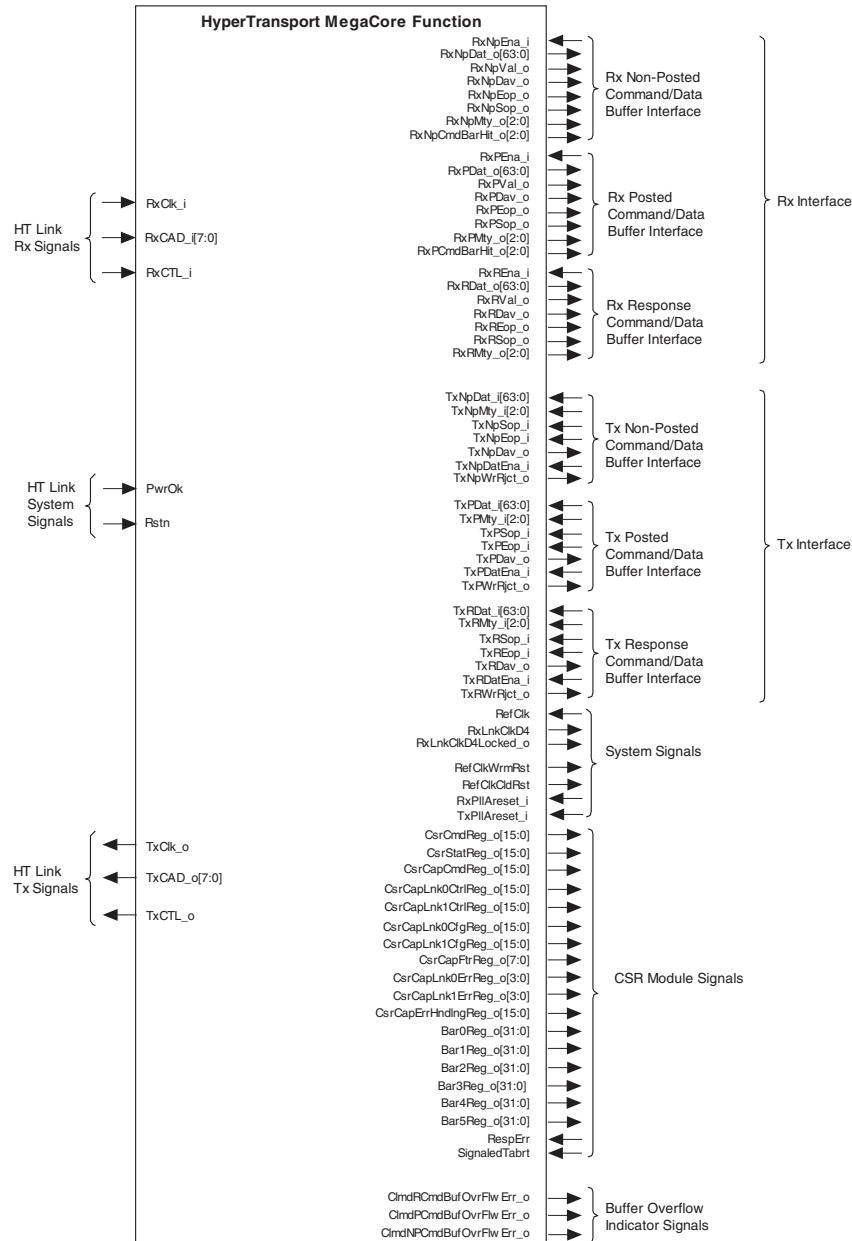 HyperTransport MegaCore Function
HT Link
Rx Signals
RxClk_i
RxCAD_i[7:0]
RxCTL_i
HT Link
System
Signals
PwrOk
Rstn
HT Link
Tx Signals
TxClk_o
TxCAD_o[7:0]
TxCTL_o
RxNpEna_i
RxNpDat_o[63:0]
RxNpVal_o
RxNpDav_o
RxNpEop_o
RxNpSop_o
RxNpMty_o[2:0]
RxNpCmdBarHit_o[2:0]
Rx Non-Posted
Command/Data
Buffer Interface
RxPEna_i
RxPDat_o[63:0]
RxPVal_o
RxPDav_o
RxPEop_o
RxPSop_o
RxPMty_o[2:0]
RxPCmdBarHit_o[2:0]
Rx Posted
Command/Data
Buffer Interface
RxREna_i
RxRDat_o[63:0]
RxRVal_o
RxRDav_o
RxREop_o
RxRSop_o
RxRMty_o[2:0]
Rx Response
Command/Data
Buffer Interface
Rx Interface
TxNpDat_i[63:0]
TxNpMty_i[2:0]
TxNpSop_i
TxNpEop_i
TxNpDav_o
TxNpDatEna_i
TxNpWrRjct_o
Tx Non-Posted
Command/Data
Buffer Interface
TxPDat_i[63:0]
TxPMty_i[2:0]
TxPSop_i
TxPEop_i
TxPDav_o
TxPDatEna_i
TxPWrRjct_o
Tx Posted
Command/Data
Buffer Interface
TxRDat_i[63:0]
TxRMty_i[2:0]
TxRSop_i
TxREop_i
TxRDav_o
TxRDatEna_i
TxRWrRjct_o
Tx Response
Command/Data
Buffer Interface
Tx Interface
RefClk
RxLnkClkD4
RxLnkClkD4Locked_o
RefClkWrmRst
RefClkCldRst
RxPllAreset_i
TxPllAreset_i
System Signals
CsrCmdReg_o[15:0]
CsrStatReg_o[15:0]
CsrCapCmdReg_o[15:0]
CsrCapLnk0CtrlReg_o[15:0]
CsrCapLnk1CtrlReg_o[15:0]
CsrCapLnk0CfgReg_o[15:0]
CsrCapLnk1CfgReg_o[15:0]
CsrCapFtrReg_o[7:0]
CsrCapLnk0ErrReg_o[3:0]
CsrCapLnk1ErrReg_o[3:0]
CsrCapErrHndlngReg_o[15:0]
Bar0Reg_o[31:0]
Bar1Reg_o[31:0]
Bar2Reg_o[31:0]
Bar3Reg_o[31:0]
Bar4Reg_o[31:0]
Bar5Reg_o[31:0]
RespErr
SignaledTabrt
CSR Module Signals
ClmdRCmdBufOvrFlwErr_o
ClmdPCmdBufOvrFlwErr_o
ClmdNPCmdBufOvrFlwErr_o
Buffer Overflow
Indicator Signals